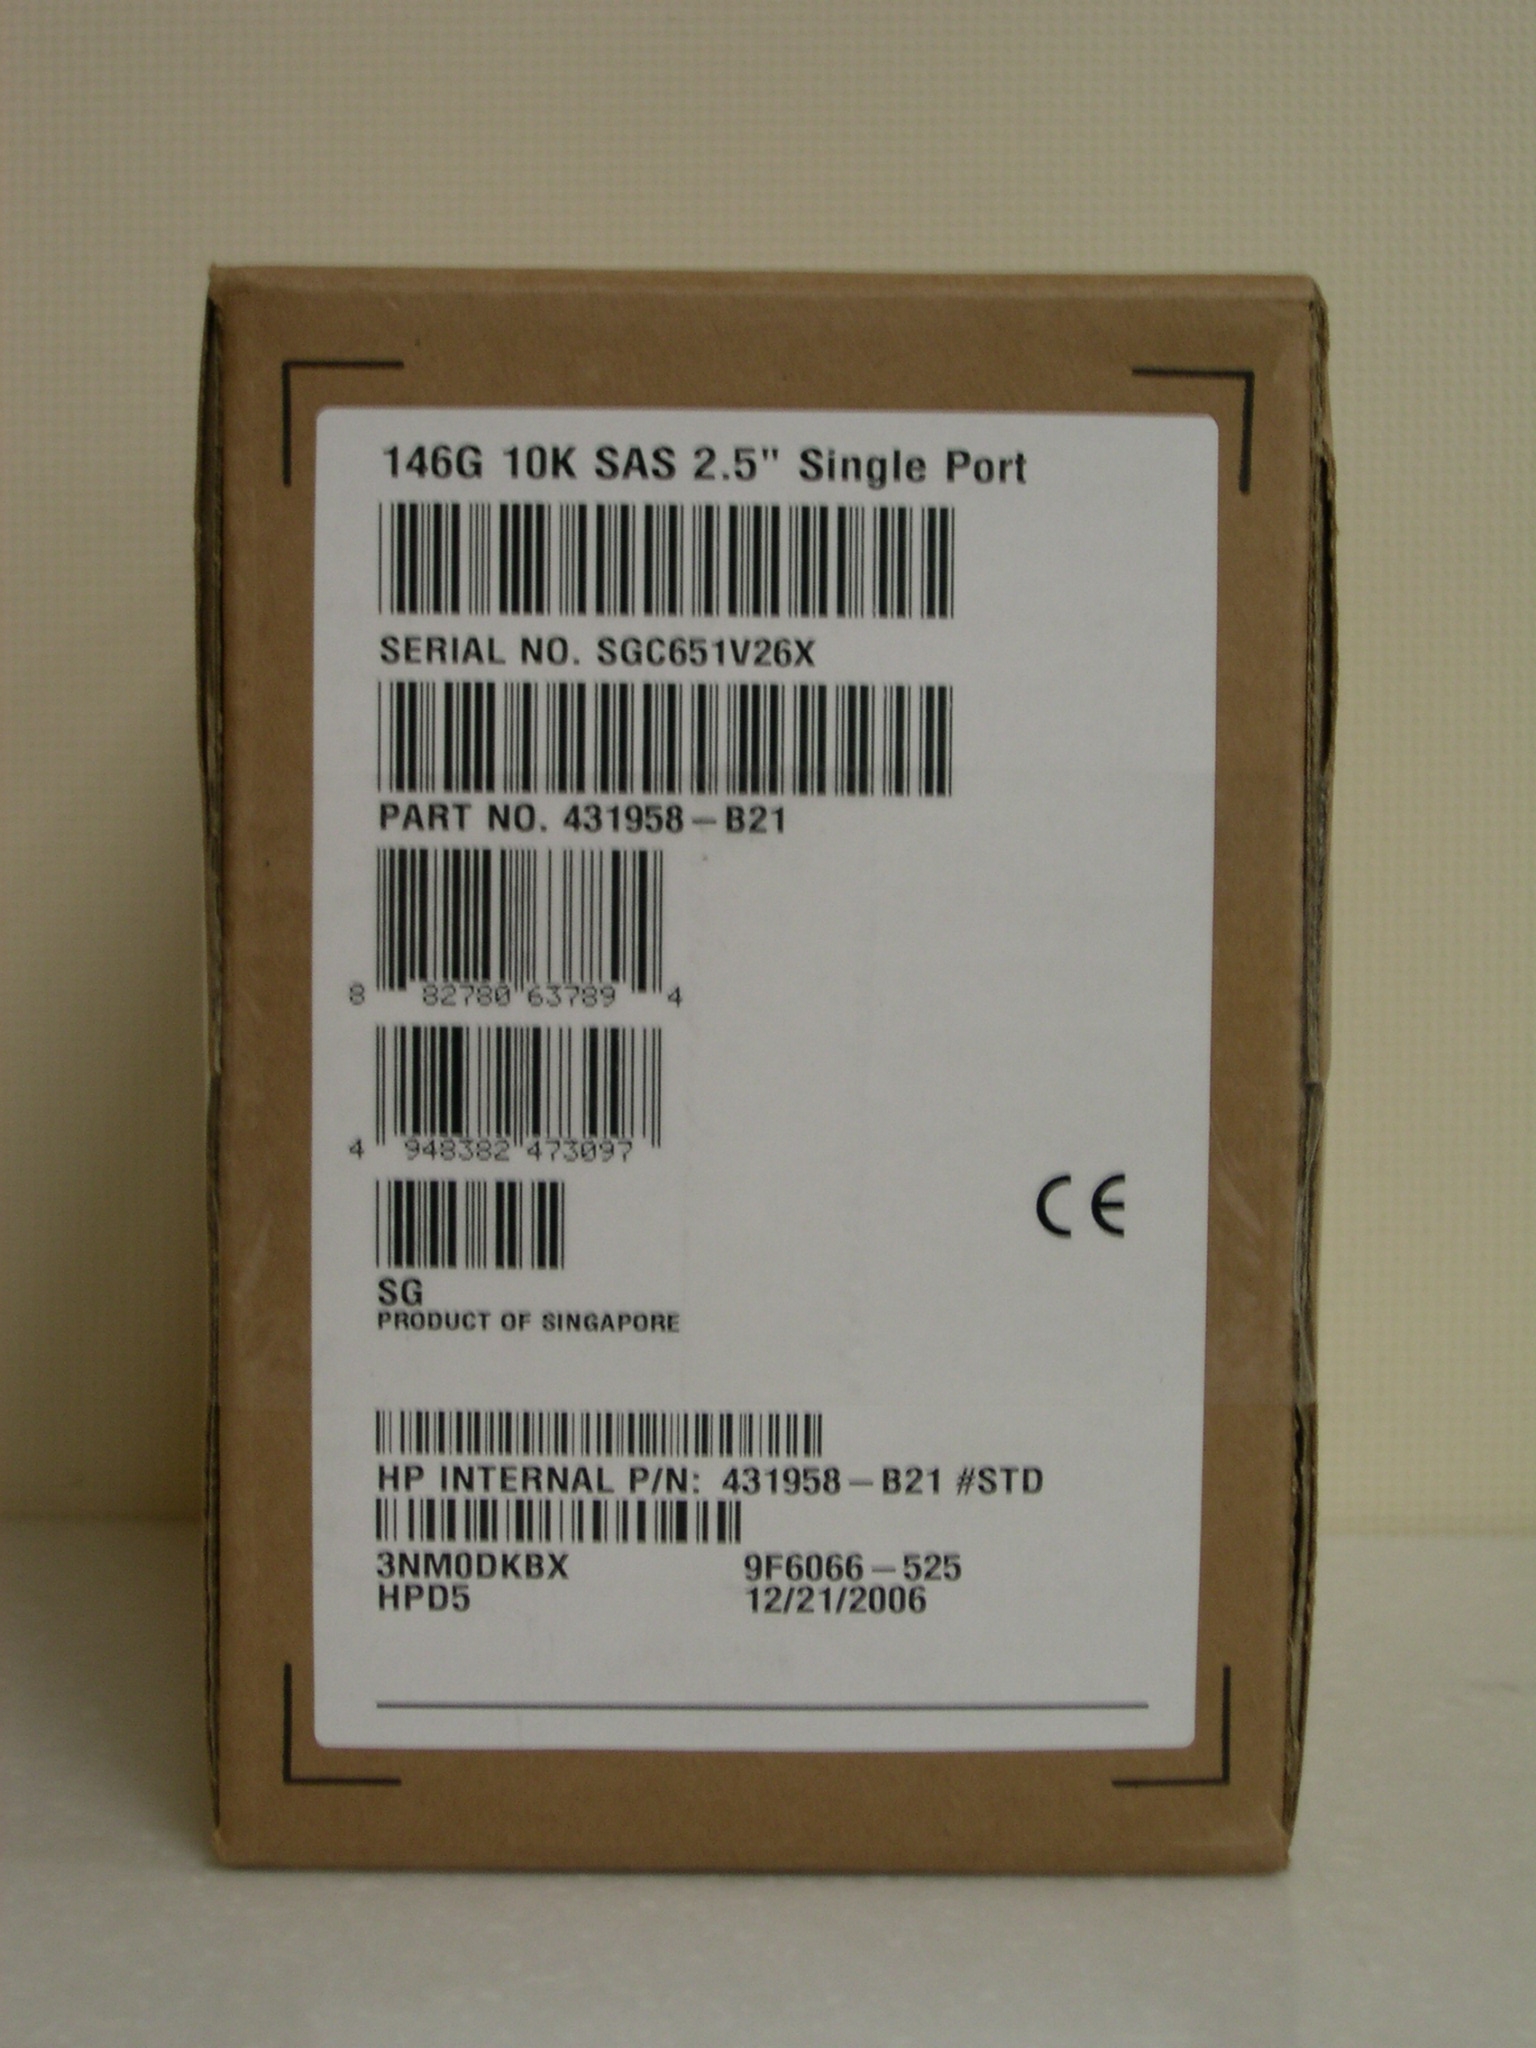 146G 10K SAS 2.5" Single Port
SERIAL NO. SGC651V26X
PART NO. 431958-B21
8 82780 63789 4
4 948382 473097
CE
SG
PRODUCT OF SINGAPORE
HP INTERNAL P/N: 431958-B21 #STD
3NM0DKBX 9F6066-525
HPD5 12/21/2006